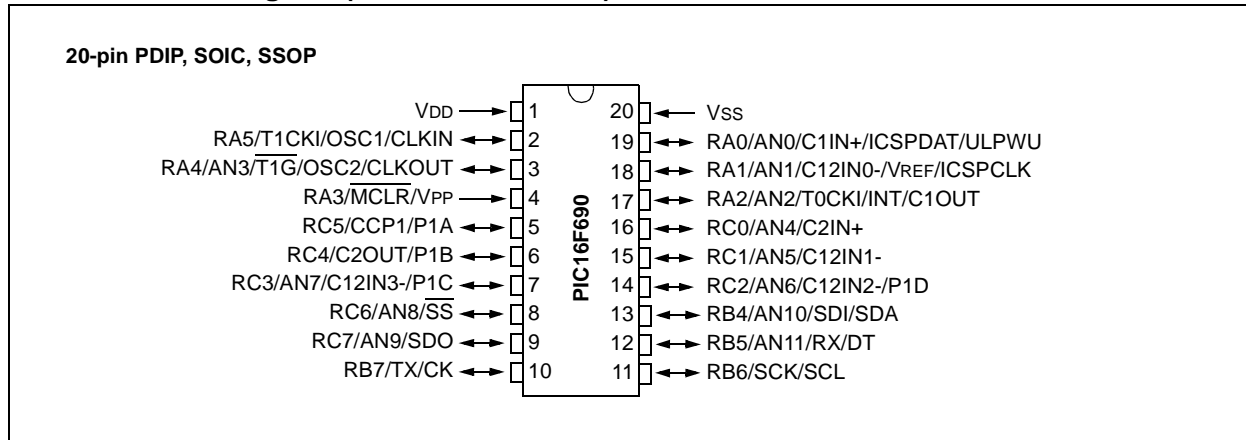 20-pin PDIP, SOIC, SSOP
VDD 1 20 VSS
RA5/T1CKI/OSC1/CLKIN 2 19 RA0/AN0/C1IN+/ICSPDAT/ULPWU
RA4/AN3/T1G/OSC2/CLKOUT 3 18 RA1/AN1/C12IN0-/VREF/ICSPCLK
RA3/MCLR/VPP 4 17 RA2/AN2/T0CKI/INT/C1OUT
RC5/CCP1/P1A 5 16 RC0/AN4/C2IN+
RC4/C2OUT/P1B 6 15 RC1/AN5/C12IN1-
RC3/AN7/C12IN3-/P1C 7 14 RC2/AN6/C12IN2-/P1D
RC6/AN8/SS 8 13 RB4/AN10/SDI/SDA
RC7/AN9/SDO 9 12 RB5/AN11/RX/DT
RB7/TX/CK 10 11 RB6/SCK/SCL
PIC16F690